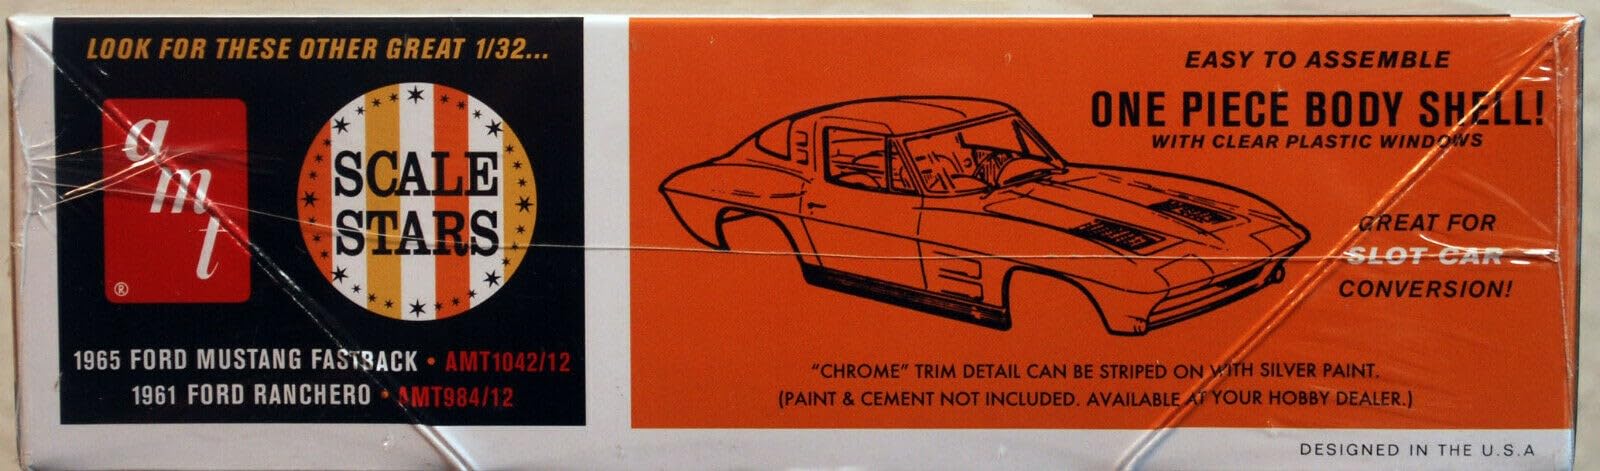 LOOK FOR THESE OTHER GREAT 1/32...
amt
®
SCALE
STARS
1965 FORD MUSTANG FASTBACK • AMT1042/12
1961 FORD RANCHERO • AMT984/12
EASY TO ASSEMBLE
ONE PIECE BODY SHELL!
WITH CLEAR PLASTIC WINDOWS
GREAT FOR
SLOT CAR
CONVERSION!
"CHROME" TRIM DETAIL CAN BE STRIPED ON WITH SILVER PAINT.
(PAINT & CEMENT NOT INCLUDED. AVAILABLE AT YOUR HOBBY DEALER.)
DESIGNED IN THE U.S.A